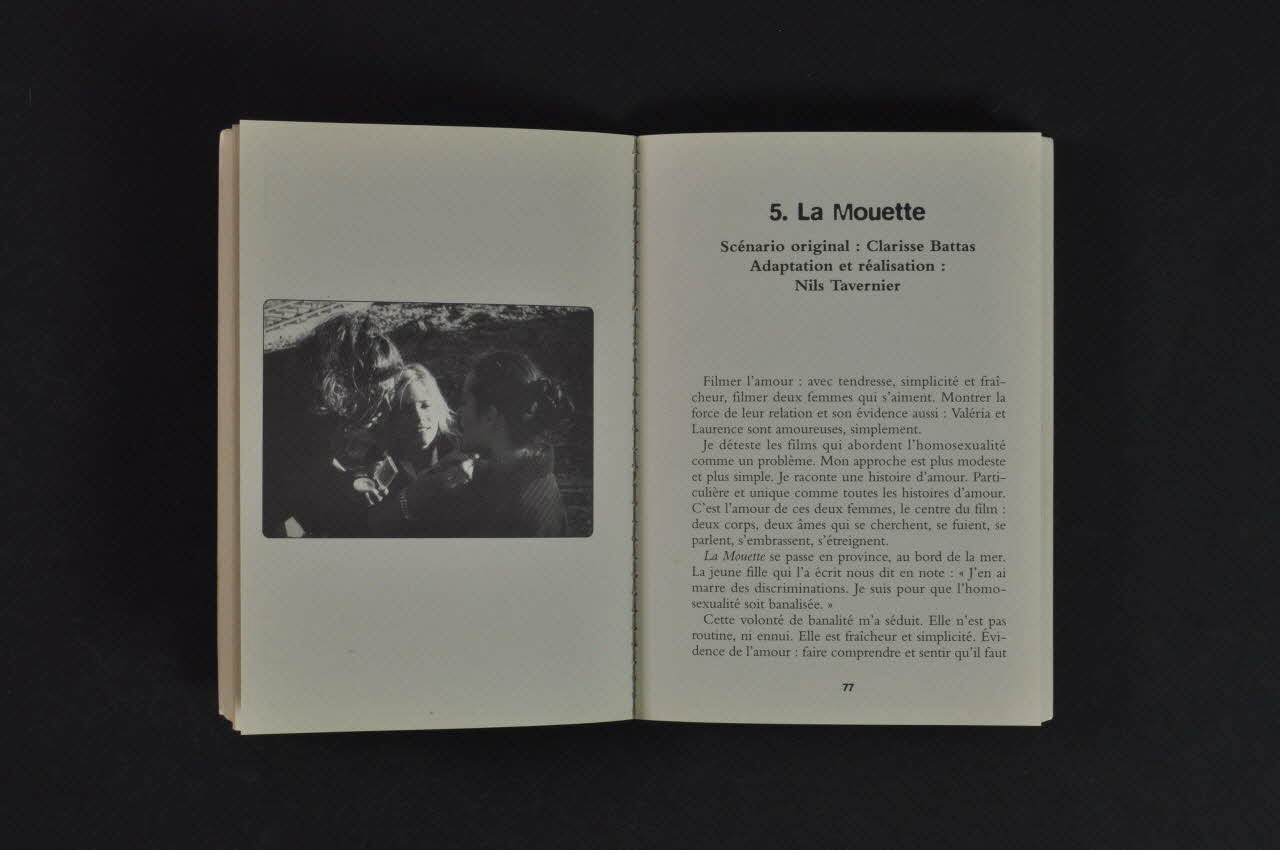 5. La Mouette
Scénario original : Clarisse Battas
Adaptation et réalisation :
Nils Tavernier
Filmer l'amour : avec tendresse, simplicité et fraî-
cheur, filmer deux femmes qui s'aiment. Montrer la
force de leur relation et son évidence aussi : Valéria et
Laurence sont amoureuses, simplement.
Je déteste les films qui abordent l'homosexualité
comme un problème. Mon approche est plus modeste
et plus simple. Je raconte une histoire d'amour. Parti-
culière et unique comme toutes les histoires d'amour.
C'est l'amour de ces deux femmes, le centre du film :
deux corps, deux âmes qui se cherchent, se fuient, se
parlent, s'embrassent, s'étreignent.
La Mouette se passe en province, au bord de la mer.
La jeune fille qui l'a écrit nous dit en note : « J'en ai
marre des discriminations. Je suis pour que l'homo-
sexualité soit banalisée. »
Cette volonté de banalité m'a séduit. Elle n'est pas
routine, ni ennui. Elle est fraîcheur et simplicité. Évi-
dence de l'amour : faire comprendre et sentir qu'il faut
77